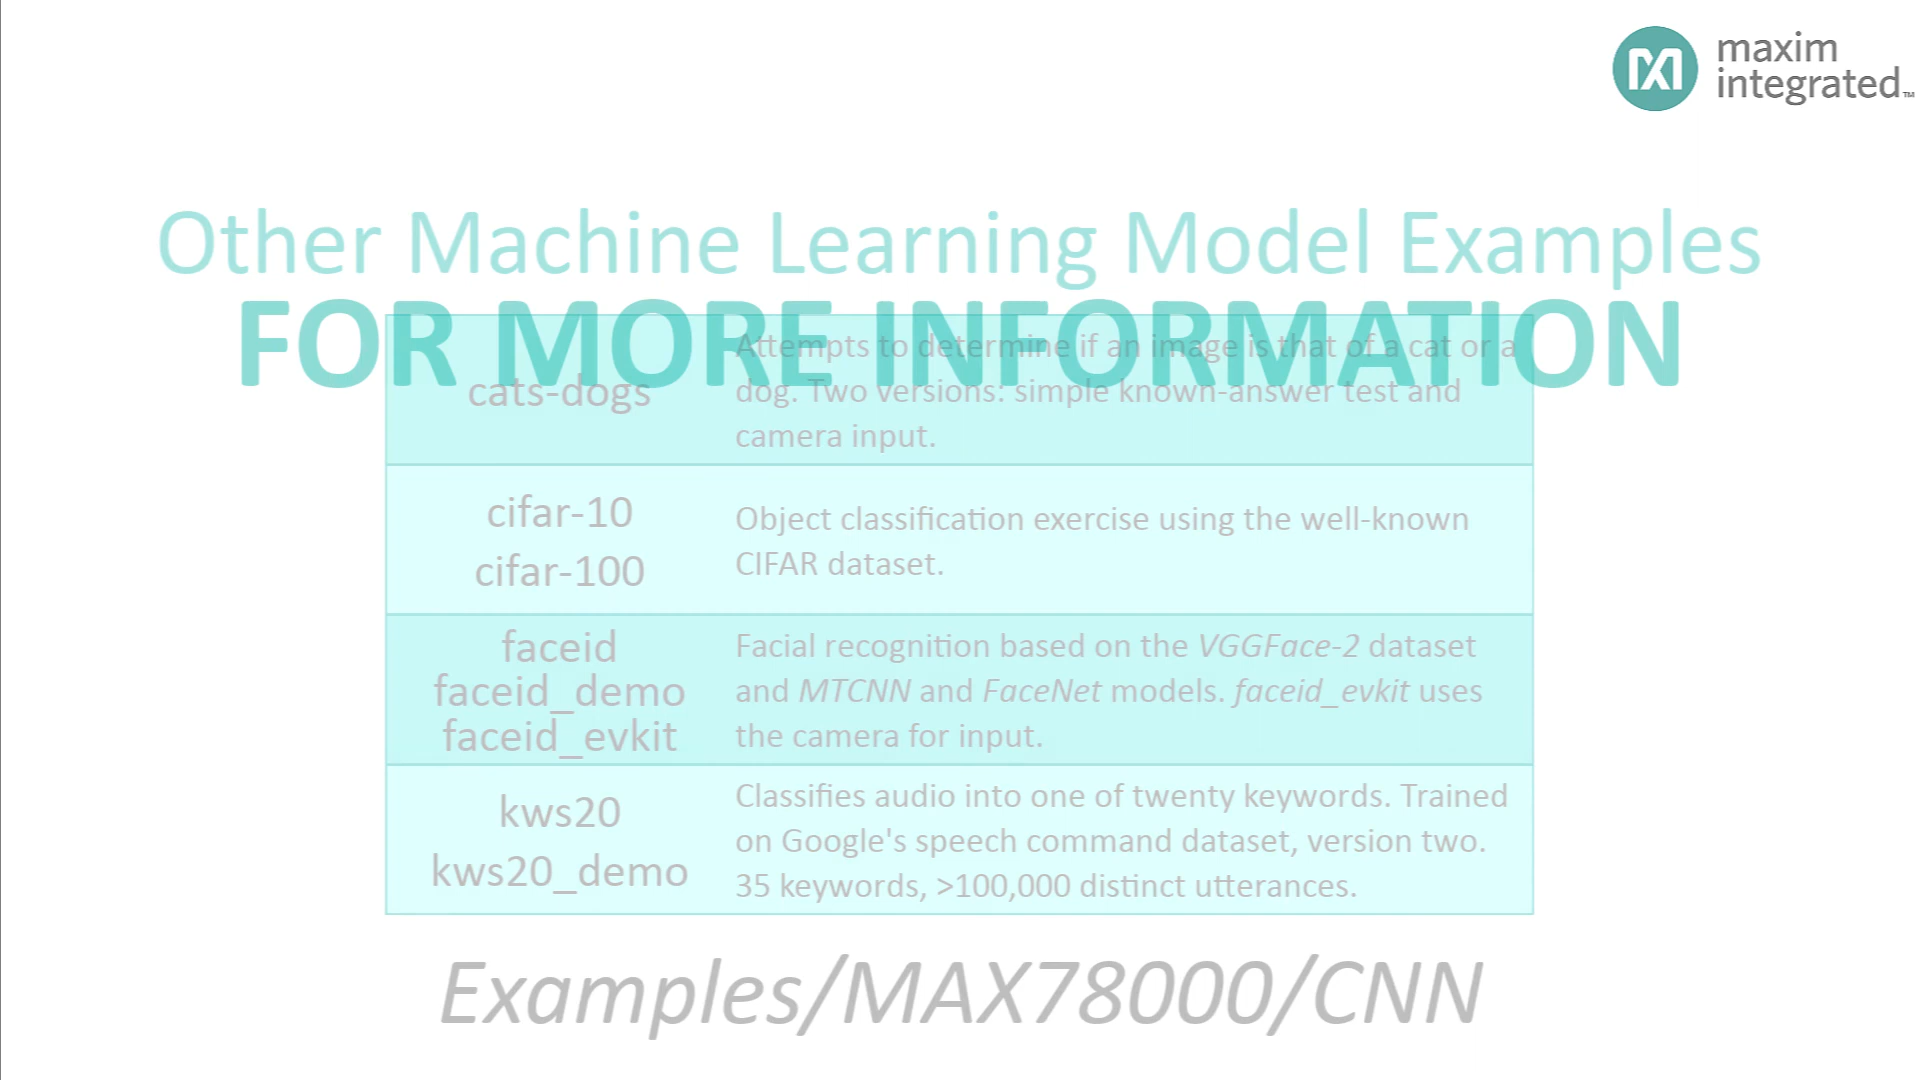 maxim
integrated™
Other Machine Learning Model Examples
FOR MORE INFORMATION
cats-dogs
Attempts to determine if an image is that of a cat or a
dog. Two versions: simple known-answer test and
camera input.
cifar-10
cifar-100
Object classification exercise using the well-known
CIFAR dataset.
faceid
faceid_demo
faceid_evkit
Facial recognition based on the VGGFace-2 dataset
and MTCNN and FaceNet models. faceid_evkit uses
the camera for input.
kws20
kws20_demo
Classifies audio into one of twenty keywords. Trained
on Google's speech command dataset, version two.
35 keywords, >100,000 distinct utterances.
Examples/MAX78000/CNN